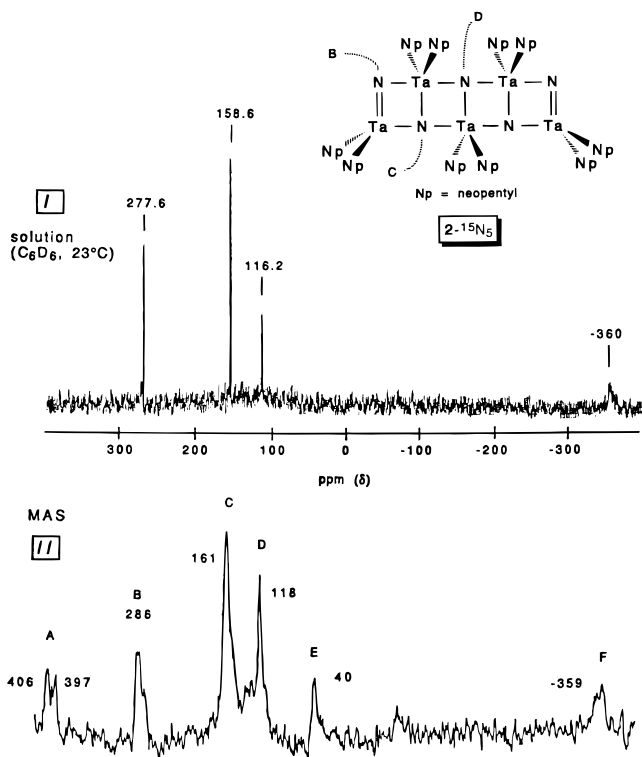 D
B
Np Np Np Np
N Ta N Ta N
Ta N Ta N Ta
Np Np Np Np Np Np
C
Np = neopentyl
2-¹⁵N₅
I
solution
(C₆D₆, 23°C)
277.6
158.6
116.2
-360
300 200 100 0 -100 -200 -300
ppm (δ)
MAS
II
A
406
397
B
286
C
161
D
118
E
40
F
-359